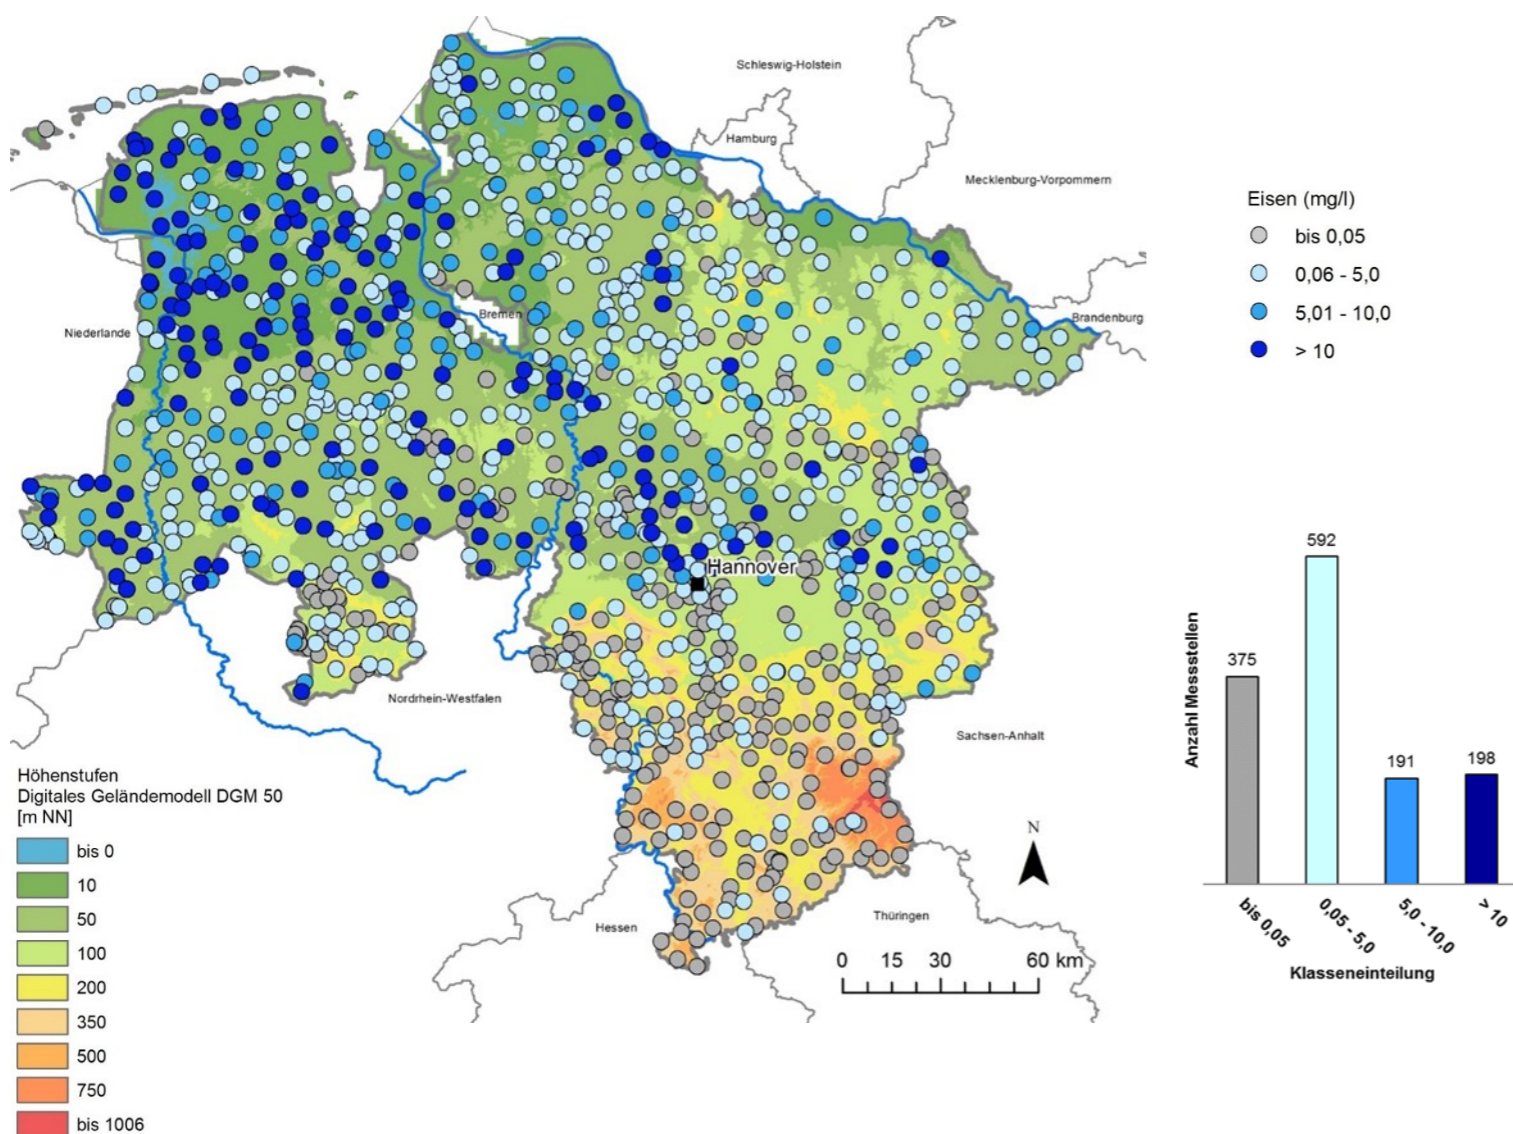 Schleswig-Holstein
Hamburg
Mecklenburg-Vorpommern
Niederlande
Bremen
Brandenburg
Hannover
Nordrhein-Westfalen
Sachsen-Anhalt
Hessen
Thüringen
N
0 15 30 60 km
Höhenstufen
Digitales Geländemodell DGM 50
[m NN]
bis 0
10
50
100
200
350
500
750
bis 1006
Eisen (mg/l)
bis 0,05
0,06 - 5,0
5,01 - 10,0
> 10
Anzahl Messstellen
375
592
191
198
bis 0,05
0,05 - 5,0
5,0 - 10,0
> 10
Klasseneinteilung